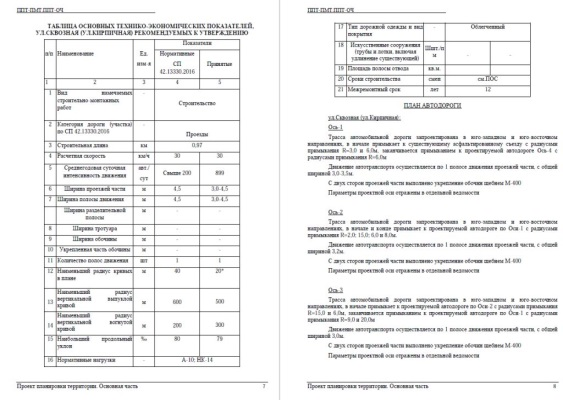 ППТ-ПМТ.ППТ-ОЧ
ТАБЛИЦА ОСНОВНЫХ ТЕХНИКО-ЭКОНОМИЧЕСКИХ ПОКАЗАТЕЛЕЙ,
УЛ.СКВОЗНАЯ (УЛ.КИРПИЧНАЯ) РЕКОМЕНДУЕМЫХ К УТВЕРЖДЕНИЮ
п/п Наименование Ед. изм-я Показатели
Нормативные СП 42.13330.2016 Принятые
1 2 3 4 5
1 Вид намечаемых строительно-монтажных работ - Строительство
2 Категория дороги (участка) по СП 42.13330.2016 - Проезды
3 Строительная длина км 0,97
4 Расчетная скорость км/ч 30 30
5 Среднегодовая суточная интенсивность движения авт./сут Свыше 200 899
6 Ширина проезжей части м 4,5 3,0-4,5
7 Ширина полосы движения м 4,5 3,0-4,5
Ширина разделительной полосы м - -
8 Ширина тротуара м - -
9 Ширина обочины м - -
10 Укрепленная часть обочины м - -
11 Количество полос движения шт 1 1
12 Наименьший радиус кривых в плане м 40 20*
13 Наименьший радиус вертикальной выпуклой кривой м 600 500
14 Наименьший радиус вертикальной вогнутой кривой м 200 300
15 Наибольший продольный уклон ‰ 80 79
16 Нормативные нагрузки - А-10; НК-14
Проект планировки территории. Основная часть 7
ППТ-ПМТ.ППТ-ОЧ
17 Тип дорожной одежды и вид покрытия - Облегченный
18 Искусственные сооружения (трубы и лотки, включая удлинение существующей) Шт/м - -
19 Площадь полосы отвода кв.м.
20 Сроки строительства смен см.ПОС
21 Межремонтный срок лет 12
ПЛАН АВТОДОРОГИ
ул.Сквозная (ул.Кирпичная):
Ось-1
Трасса автомобильной дороги запроектирована в юго-западном и юго-восточном
направлениях, в начале примыкает к существующему асфальтированному съезду с радиусами
примыкания R=3,0 и 6,0м, заканчивается примыканием к проектируемой автодороге Ось-4 с
радиусами примыкания R=6,0м
Движение автотранспорта осуществляется по 1 полосе движения проезжей части, с общей
шириной 3,0-3,5м.
С двух сторон проезжей части выполнено укрепление обочин щебнем М-400
Параметры проектной оси отражены в отдельной ведомости
Ось-2
Трасса автомобильной дороги запроектирована в юго-западном и юго-восточном
направлениях, в начале и конце примыкает к проектируемой автодороге по Оси-1 с радиусами
примыкания R=2,0; 15,0; 6,0 и 8,0м.
Движение автотранспорта осуществляется по 1 полосе движения проезжей части, с общей
шириной 3,2м.
С двух сторон проезжей части выполнено укрепление обочин щебнем М-400
Параметры проектной оси отражены в отдельной ведомости
Ось-3
Трасса автомобильной дороги запроектирована в юго-западном и юго-восточном
направлениях, в начале примыкает к проектируемой автодороге по Оси-2 с радиусами примыкания
R=15,0 и 6,0м, заканчивается примыканием к проектируемой автодороге по Оси-1 с радиусами
примыкания R=9,0 и 20,0м
Движение автотранспорта осуществляется по 1 полосе движения проезжей части, с общей
шириной 3,0м.
С двух сторон проезжей части выполнено укрепление обочин щебнем М-400
Параметры проектной оси отражены в отдельной ведомости
Проект планировки территории. Основная часть 8